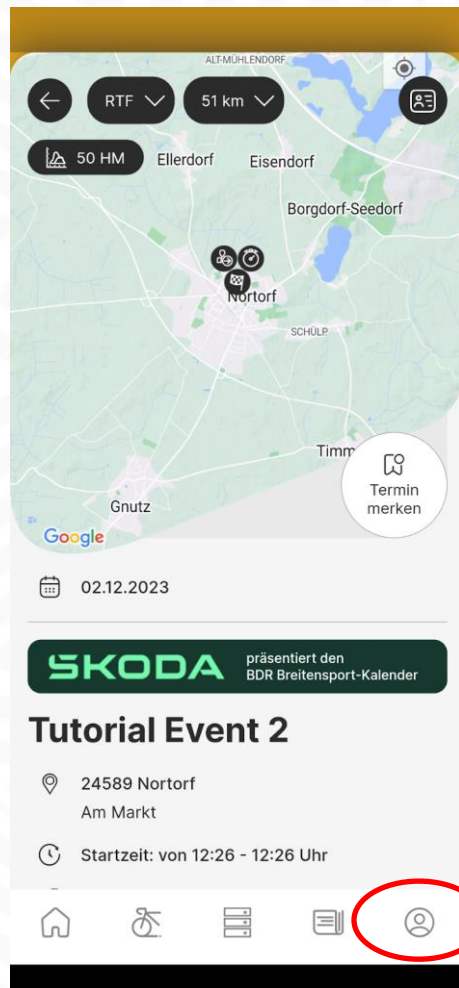 ALT-MÜHLENDORF
RTF
51 km
50 HM
Ellerdorf
Eisendorf
Borgdorf-Seedorf
Nortorf
SCHÜLP
Timm
Termin
merken
Gnutz
Google
02.12.2023
ŠKODA
präsentiert den
BDR Breitensport-Kalender
Tutorial Event 2
24589 Nortorf
Am Markt
Startzeit: von 12:26 - 12:26 Uhr